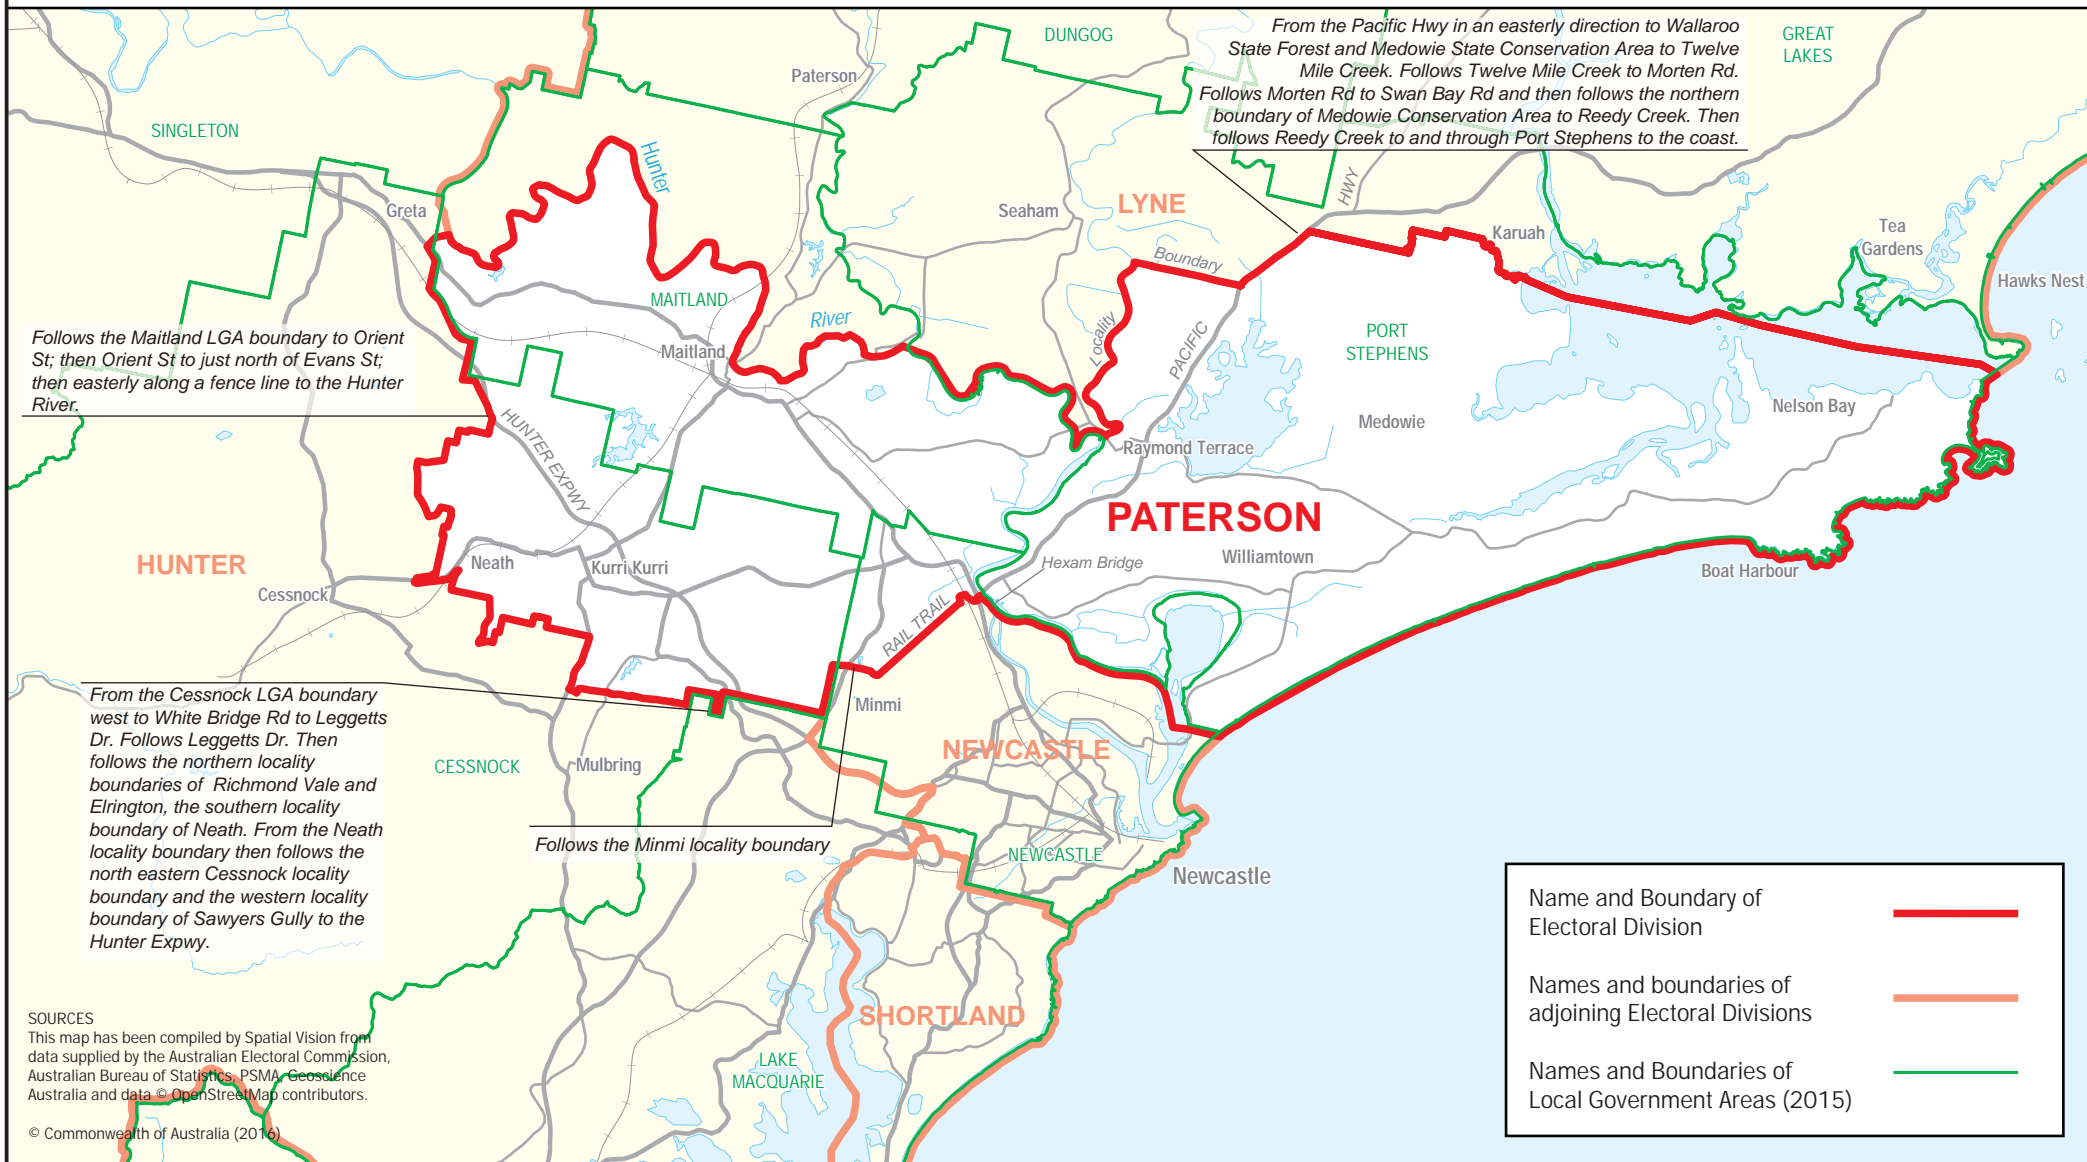 From the Pacific Hwy in an easterly direction to Wallaroo
State Forest and Medowie State Conservation Area to Twelve
Mile Creek. Follows Twelve Mile Creek to Morten Rd.
Follows Morten Rd to Swan Bay Rd and then follows the northern
boundary of Medowie Conservation Area to Reedy Creek. Then
follows Reedy Creek to and through Port Stephens to the coast.
DUNGOG
GREAT
LAKES
Paterson
SINGLETON
Hunter
HWY
LYNE
Greta
Seaham
Karuah
Tea
Gardens
Boundary
Hawks Nest
MAITLAND
River
Locality
PACIFIC
PORT
STEPHENS
Follows the Maitland LGA boundary to Orient
St; then Orient St to just north of Evans St;
then easterly along a fence line to the Hunter
River.
Maitland
Nelson Bay
Medowie
HUNTER EXPWY
Raymond Terrace
PATERSON
HUNTER
Neath
Kurri Kurri
Hexam Bridge
Williamtown
Boat Harbour
Cessnock
RAIL TRAIL
From the Cessnock LGA boundary
west to White Bridge Rd to Leggetts
Dr. Follows Leggetts Dr. Then
follows the northern locality
boundaries of Richmond Vale and
Elrington, the southern locality
boundary of Neath. From the Neath
locality boundary then follows the
north eastern Cessnock locality
boundary and the western locality
boundary of Sawyers Gully to the
Hunter Expwy.
Minmi
NEWCASTLE
CESSNOCK
Mulbring
Follows the Minmi locality boundary
NEWCASTLE
Newcastle
SHORTLAND
LAKE
MACQUARIE
Name and Boundary of
Electoral Division
Names and boundaries of
adjoining Electoral Divisions
Names and Boundaries of
Local Government Areas (2015)
SOURCES
This map has been compiled by Spatial Vision from
data supplied by the Australian Electoral Commission,
Australian Bureau of Statistics, PSMA, Geoscience
Australia and data © OpenStreetMap contributors.
© Commonwealth of Australia (2016)